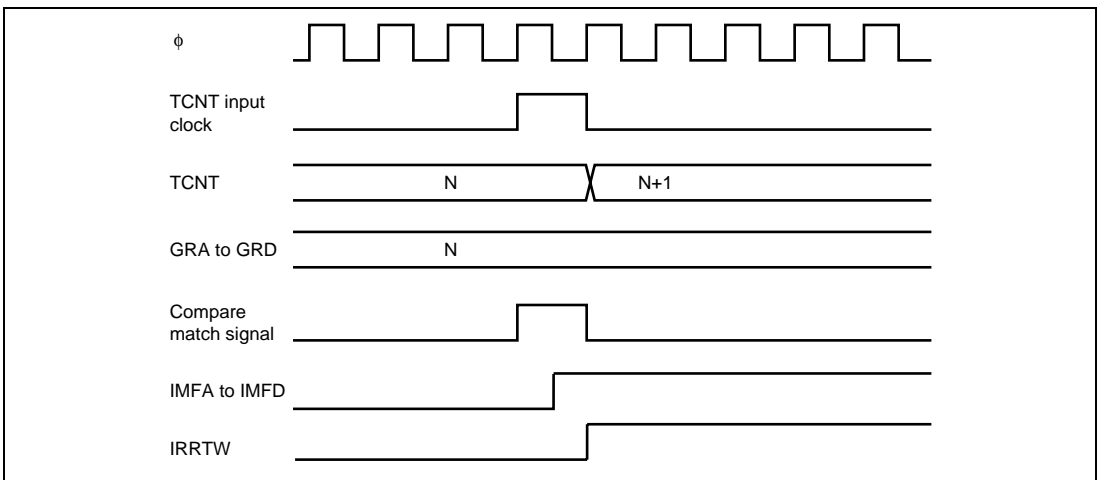 ϕ
TCNT input
clock
TCNT
N
N+1
GRA to GRD
N
Compare
match signal
IMFA to IMFD
IRRTW